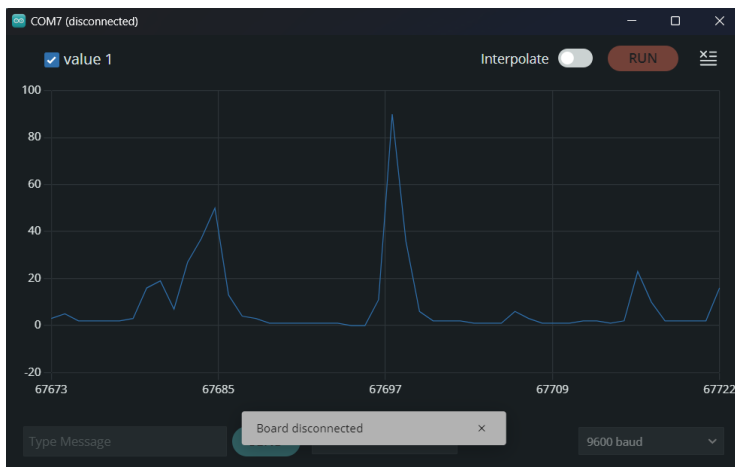 COM7 (disconnected)
value 1
Interpolate
RUN
100
80
60
40
20
0
-20
67673
67685
67697
67709
67722
Board disconnected
Type Message
9600 baud